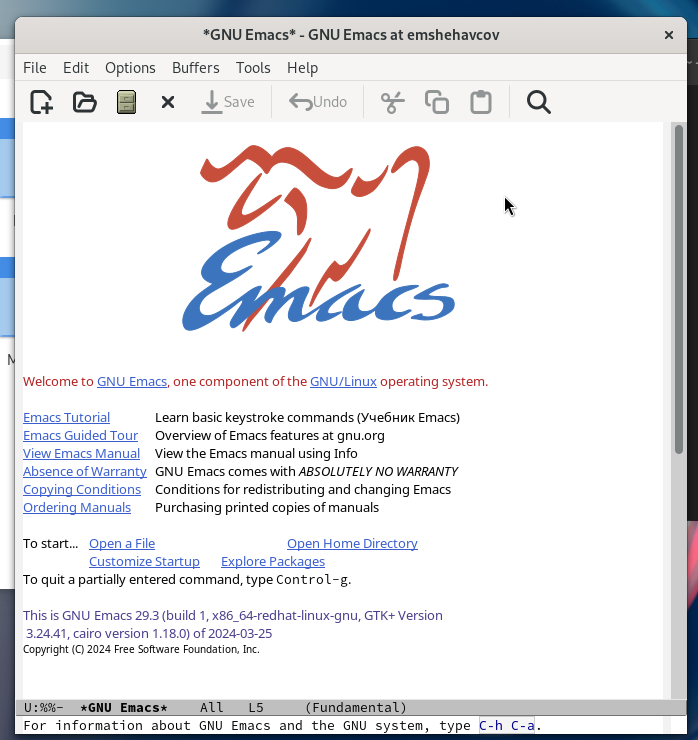 *GNU Emacs* - GNU Emacs at emshehavcov
File Edit Options Buffers Tools Help
Save Undo
Emacs
Welcome to GNU Emacs, one component of the GNU/Linux operating system.
Emacs Tutorial Learn basic keystroke commands (Учебник Emacs)
Emacs Guided Tour Overview of Emacs features at gnu.org
View Emacs Manual View the Emacs manual using Info
Absence of Warranty GNU Emacs comes with ABSOLUTELY NO WARRANTY
Copying Conditions Conditions for redistributing and changing Emacs
Ordering Manuals Purchasing printed copies of manuals
To start... Open a File Open Home Directory
Customize Startup Explore Packages
To quit a partially entered command, type Control-g.
This is GNU Emacs 29.3 (build 1, x86_64-redhat-linux-gnu, GTK+ Version
3.24.41, cairo version 1.18.0) of 2024-03-25
Copyright (C) 2024 Free Software Foundation, Inc.
U:%%- *GNU Emacs* All L5 (Fundamental)
For information about GNU Emacs and the GNU system, type C-h C-a.